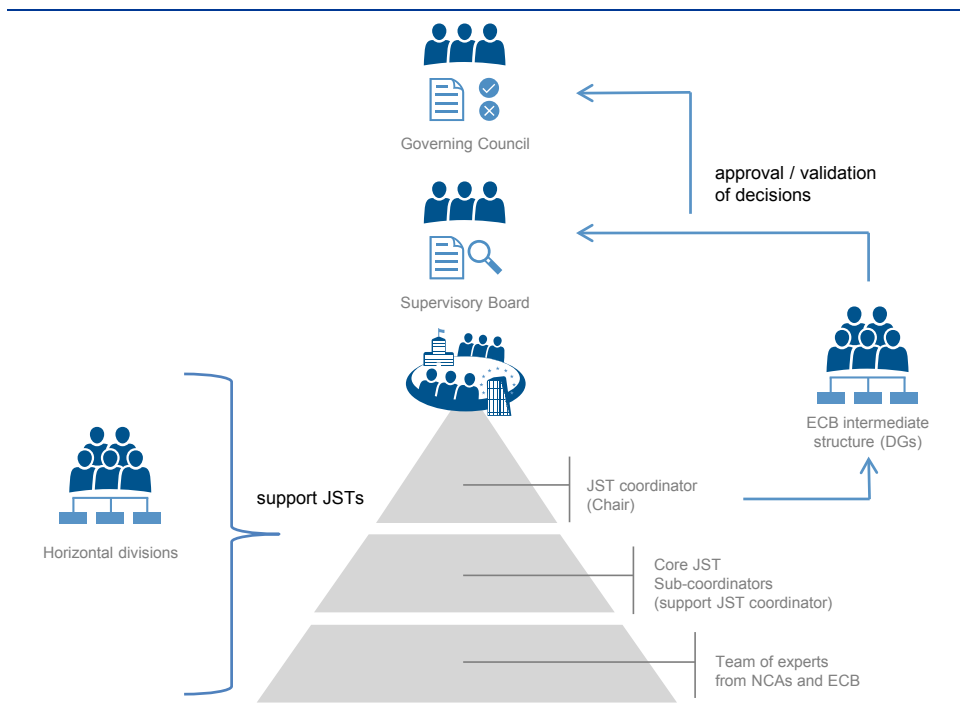 Governing Council
approval / validation
of decisions
Supervisory Board
ECB intermediate
structure (DGs)
support JSTs
JST coordinator
(Chair)
Horizontal divisions
Core JST
Sub-coordinators
(support JST coordinator)
Team of experts
from NCAs and ECB